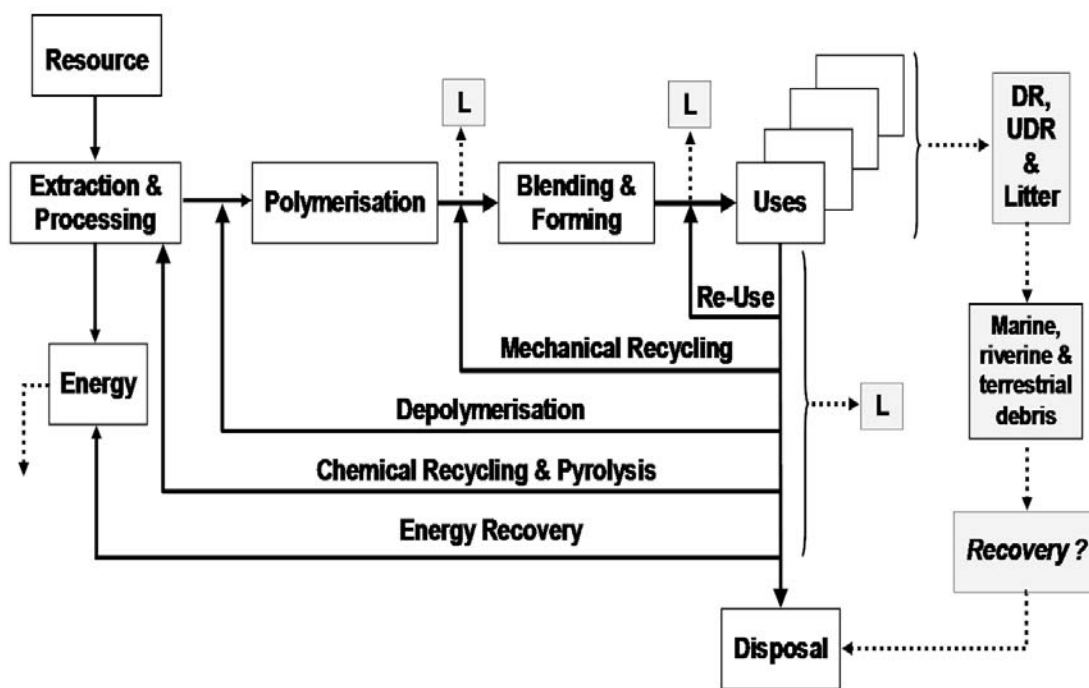 Resource
L
L
DR,
UDR
&
Litter
Extraction &
Processing
Polymerisation
Blending &
Forming
Uses
Re-Use
Marine,
riverine &
terrestrial
debris
Mechanical Recycling
Energy
L
Depolymerisation
Chemical Recycling & Pyrolysis
Energy Recovery
Recovery ?
Disposal